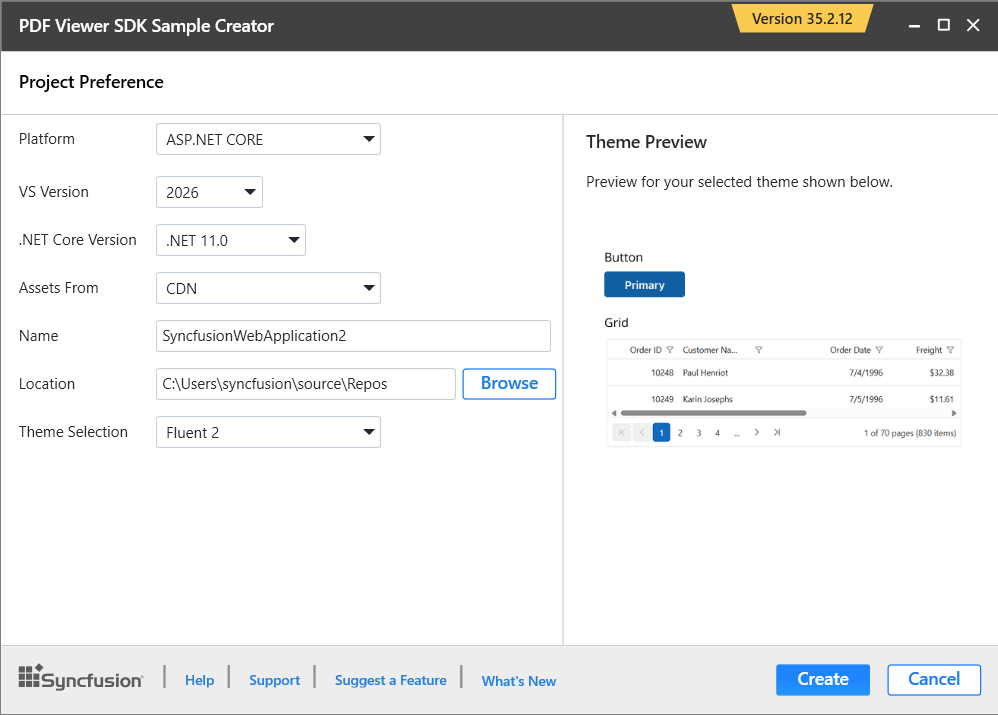 PDF Viewer SDK Sample Creator
Version 35.2.12
Project Preference
Platform
ASP.NET CORE
VS Version
2026
.NET Core Version
.NET 11.0
Assets From
CDN
Name
SyncfusionWebApplication2
Location
C:\Users\syncfusion\source\Repos
Browse
Theme Selection
Fluent 2
Theme Preview
Preview for your selected theme shown below.
Button
Primary
Grid
Order ID Customer Na... Order Date Freight
10248 Paul Henriot 7/4/1996 $32.38
10249 Karin Josephs 7/5/1996 $11.61
1 2 3 4 ... 1 of 70 pages (830 items)
Syncfusion Help Support Suggest a Feature What's New Create Cancel